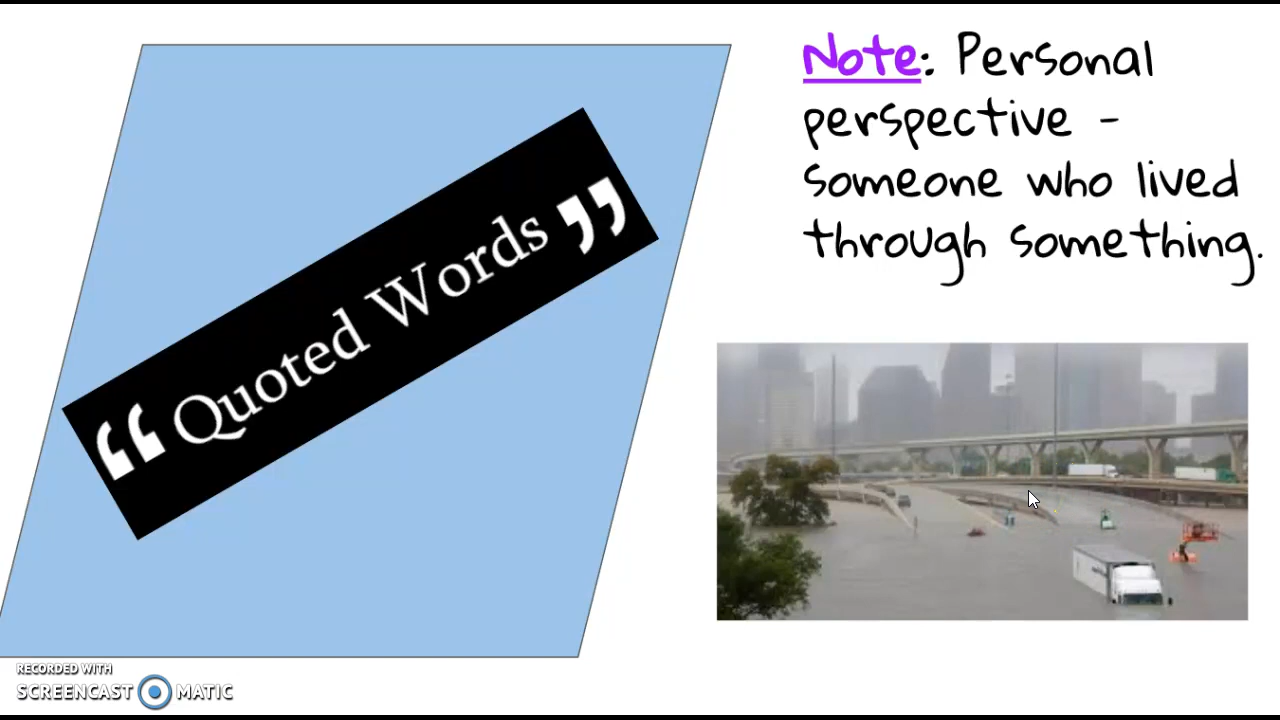 “Quoted Words”
Note: Personal
perspective -
someone who lived
through something.
RECORDED WITH
SCREENCAST MATIC